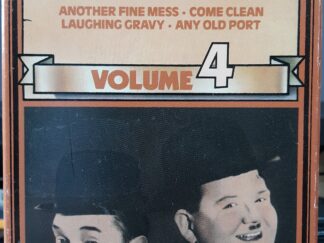 ANOTHER FINE MESS · COME CLEAN
LAUGHING GRAVY · ANY OLD PORT
VOLUME 4